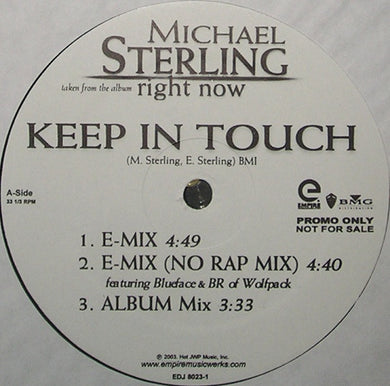 MICHAEL
STERLING
taken from the album right now
KEEP IN TOUCH
(M. Sterling, E. Sterling) BMI
A-Side
33 1/3 RPM
e
EMPIRE
BMG
DISTRIBUTION
PROMO ONLY
NOT FOR SALE
1. E-MIX 4:49
2. E-MIX (NO RAP MIX) 4:40
featuring Blueface & BR of Wolfpack
3. ALBUM Mix 3:33
℗ 2003. Hot JWP Music, Inc.
www.empiremusicwerks.com
EDJ 8023-1